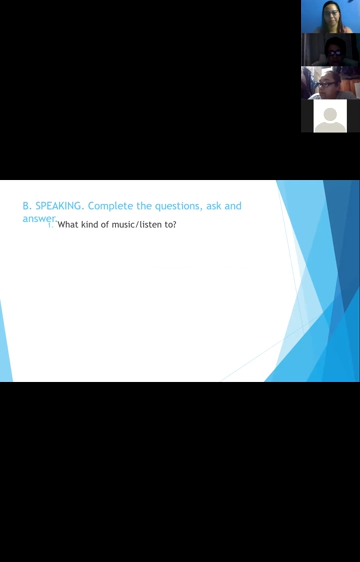 B. SPEAKING. Complete the questions, ask and
answer.
1. What kind of music/listen to?